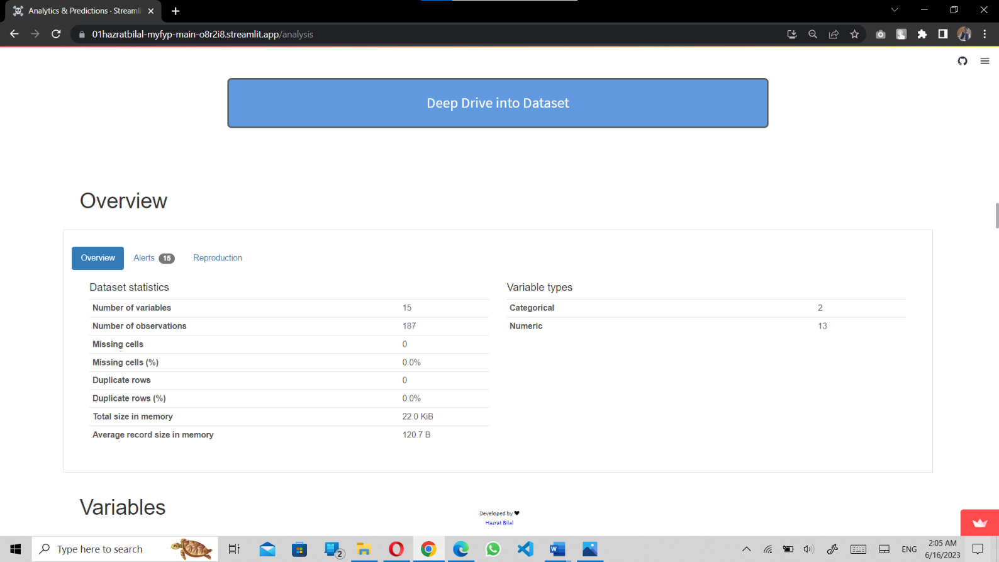 Analytics & Predictions · Streamli
01hazratbilal-myfyp-main-o8r2i8.streamlit.app/analysis
Deep Drive into Dataset
Overview
Overview Alerts 15 Reproduction
Dataset statistics
Number of variables 15
Number of observations 187
Missing cells 0
Missing cells (%) 0.0%
Duplicate rows 0
Duplicate rows (%) 0.0%
Total size in memory 22.0 KiB
Average record size in memory 120.7 B
Variable types
Categorical 2
Numeric 13
Variables
Developed by ❤
Hazrat Bilal
Type here to search
2
ENG
2:05 AM
6/16/2023